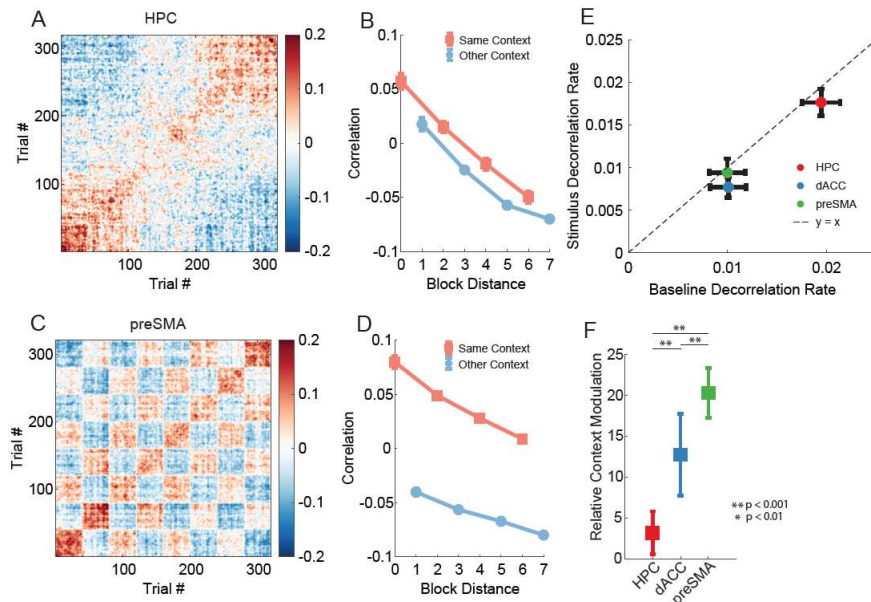 A
HPC
Trial #
300
200
100
100
200
300
Trial #
0.2
0.1
0
-0.1
-0.2
B
Same Context
Other Context
Correlation
0.1
0.05
0
-0.05
-0.1
0 1 2 3 4 5 6 7
Block Distance
E
Stimulus Decorrelation Rate
0.025
0.02
0.015
0.01
0.005
0
0.01
0.02
Baseline Decorrelation Rate
HPC
dACC
preSMA
y = x
C
preSMA
Trial #
300
200
100
100
200
300
Trial #
0.2
0.1
0
-0.1
-0.2
D
Same Context
Other Context
Correlation
0.1
0.05
0
-0.05
-0.1
0 1 2 3 4 5 6 7
Block Distance
F
**
** **
Relative Context Modulation
25
20
15
10
5
0
HPC
dACC
preSMA
** p < 0.001
* p < 0.01